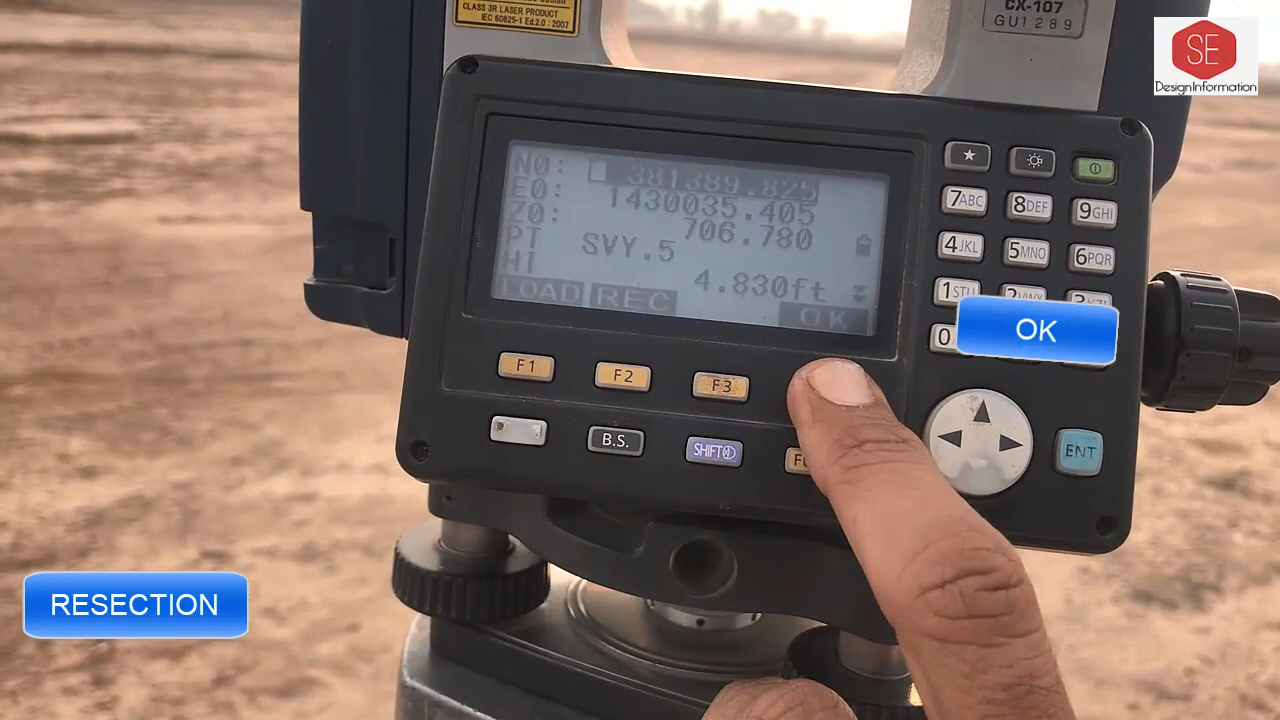 CLASS 3R LASER PRODUCT
IEC 60825-1 Ed.2.0 : 2007
CX-107
GU1289
SE
DesignInformation
N0: 381389.825
E0: 1430035.405
Z0: 706.780
PT SVY.5
HI 4.830ft
LOAD REC OK
7ABC 8DEF 9GHI
4JKL 5MNO 6PQR
1STU
0
OK
F1 F2 F3
B.S. SHIFT
ENT
RESECTION